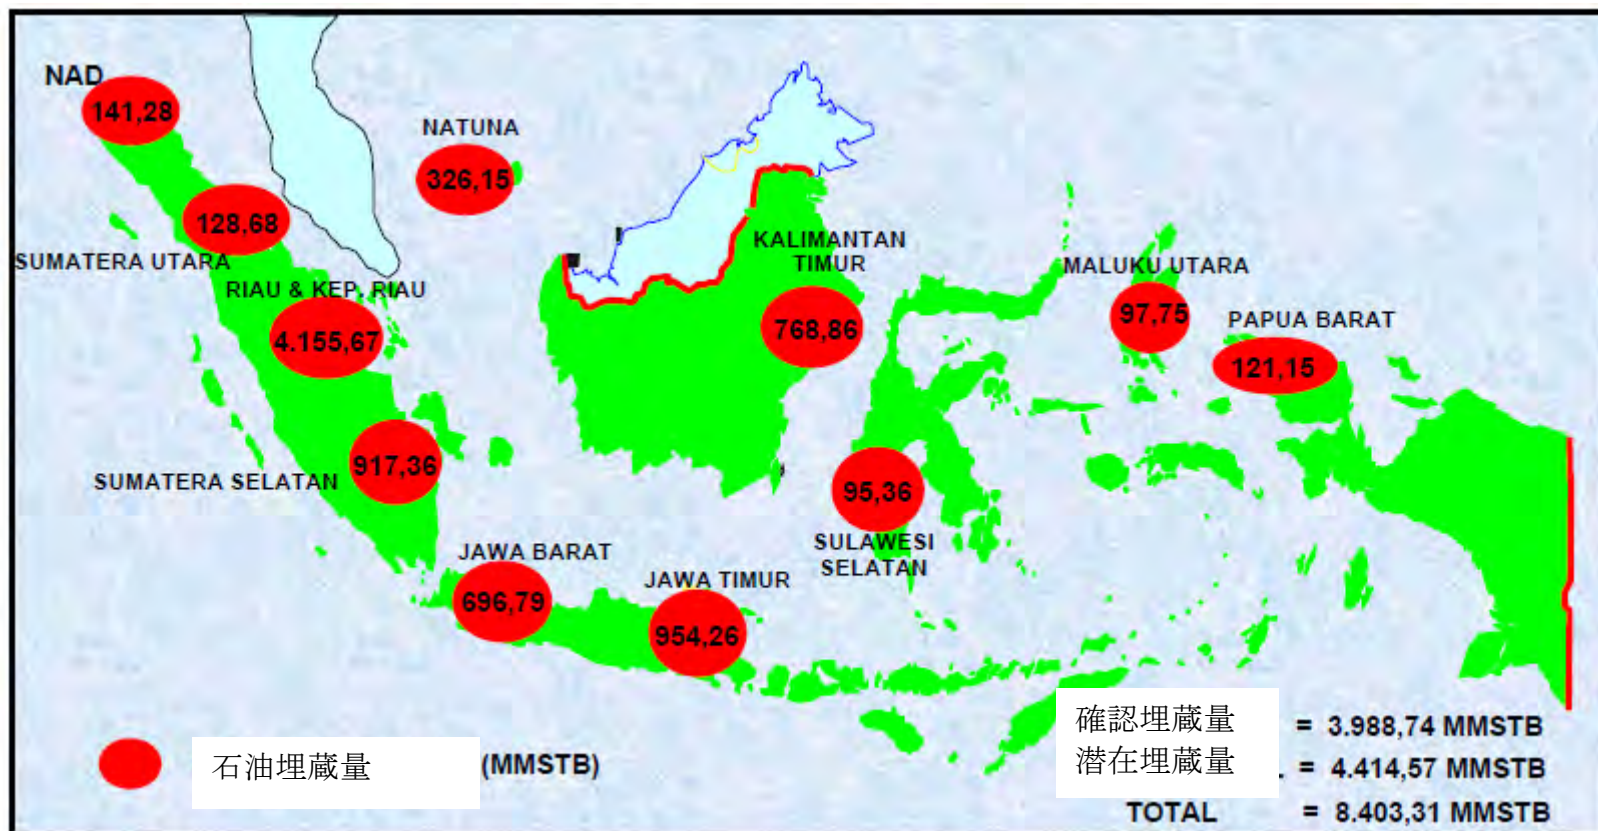 NAD
141,28
NATUNA
326,15
128,68
SUMATERA UTARA
RIAU & KEP. RIAU
4.155,67
KALIMANTAN
TIMUR
768,86
MALUKU UTARA
97,75
PAPUA BARAT
121,15
917,36
SUMATERA SELATAN
95,36
SULAWESI
SELATAN
JAWA BARAT
696,79
JAWA TIMUR
954,26
石油埋蔵量 (MMSTB)
確認埋蔵量 = 3.988,74 MMSTB
潜在埋蔵量 = 4.414,57 MMSTB
TOTAL = 8.403,31 MMSTB